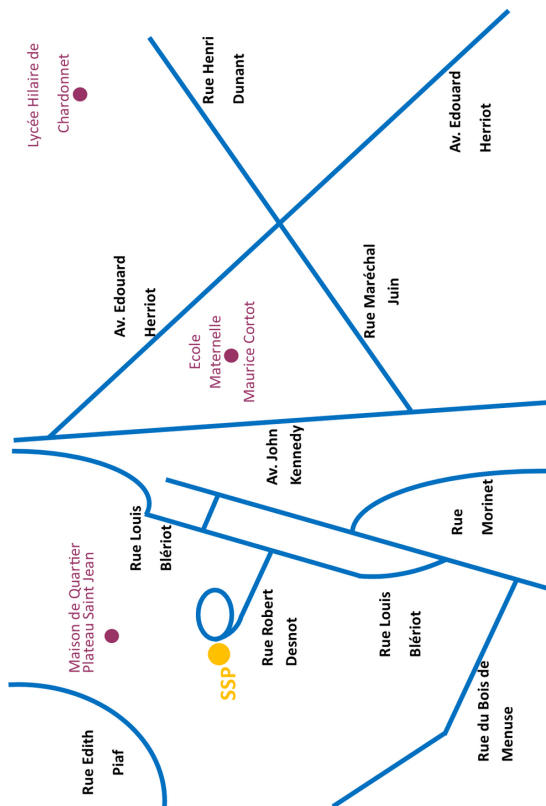 Lycée Hilaire de
Chardonnet
Rue Henri
Dunant
Av. Edouard
Herriot
Av. Edouard
Herriot
Ecole
Maternelle
Maurice Cortot
Rue Maréchal
Juin
Av. John
Kennedy
Rue Louis
Blériot
Rue
Morinet
Maison de Quartier
Plateau Saint Jean
SSP
Rue Robert
Desnot
Rue Louis
Blériot
Rue Edith
Piaf
Rue du Bois de
Menuse